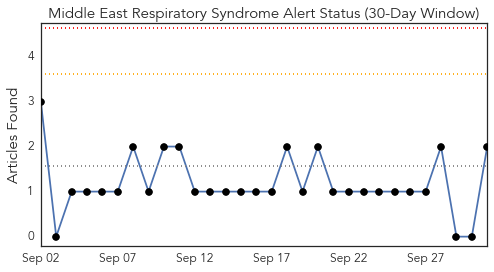 Middle East Respiratory Syndrome Alert Status (30-Day Window)
Articles Found
4
3
2
1
0
Sep 02 Sep 07 Sep 12 Sep 17 Sep 22 Sep 27